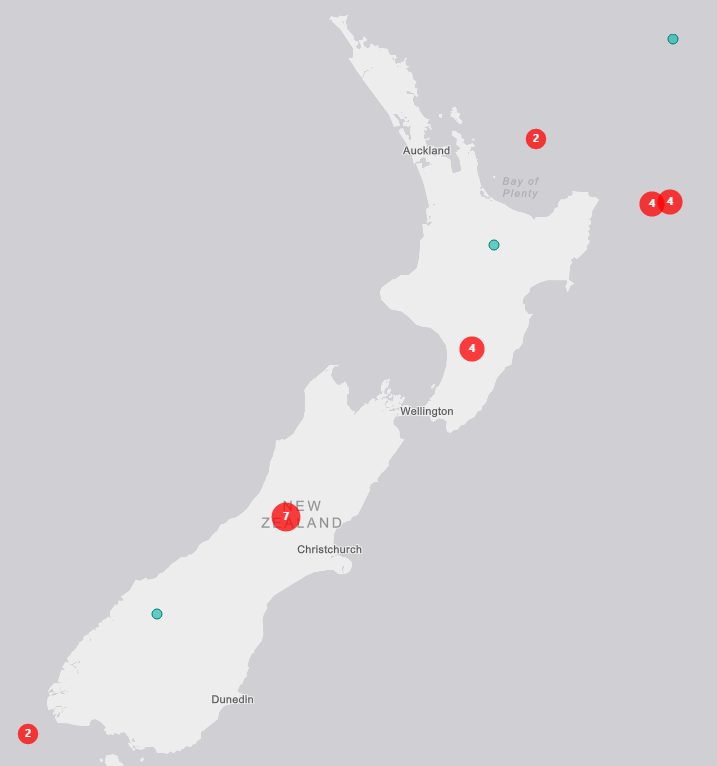 2
Auckland
Bay of
Plenty
4 4
4
Wellington
NEW
7
ZEALAND
Christchurch
Dunedin
2